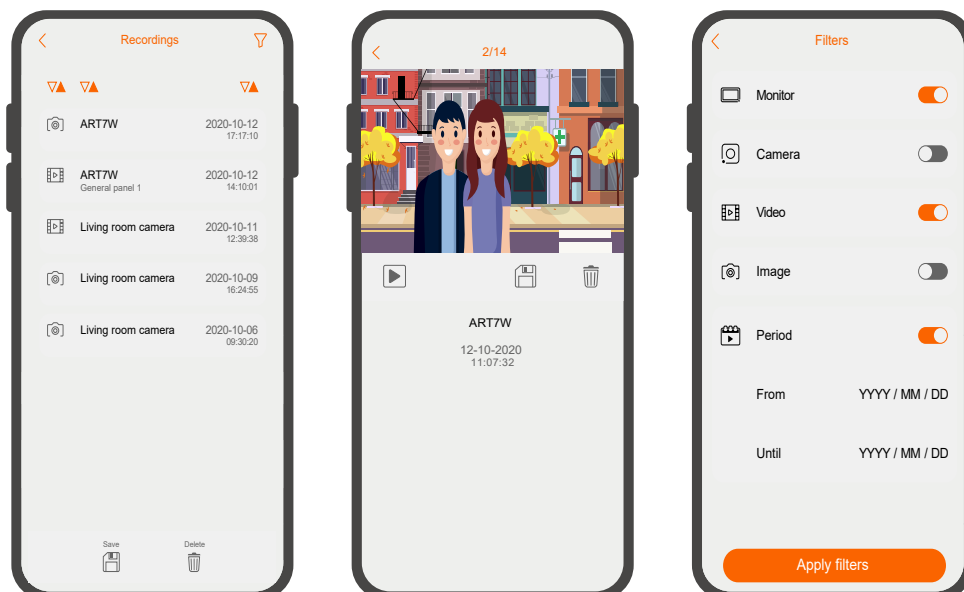 Recordings
ART7W
2020-10-12
17:17:10
ART7W
2020-10-12
General panel 1
14:10:01
Living room camera
2020-10-11
12:39:38
Living room camera
2020-10-09
16:24:55
Living room camera
2020-10-06
09:30:20
Save
Delete
2/14
ART7W
12-10-2020
11:07:32
Filters
Monitor
Camera
Video
Image
Period
From
YYYY / MM / DD
Until
YYYY / MM / DD
Apply filters